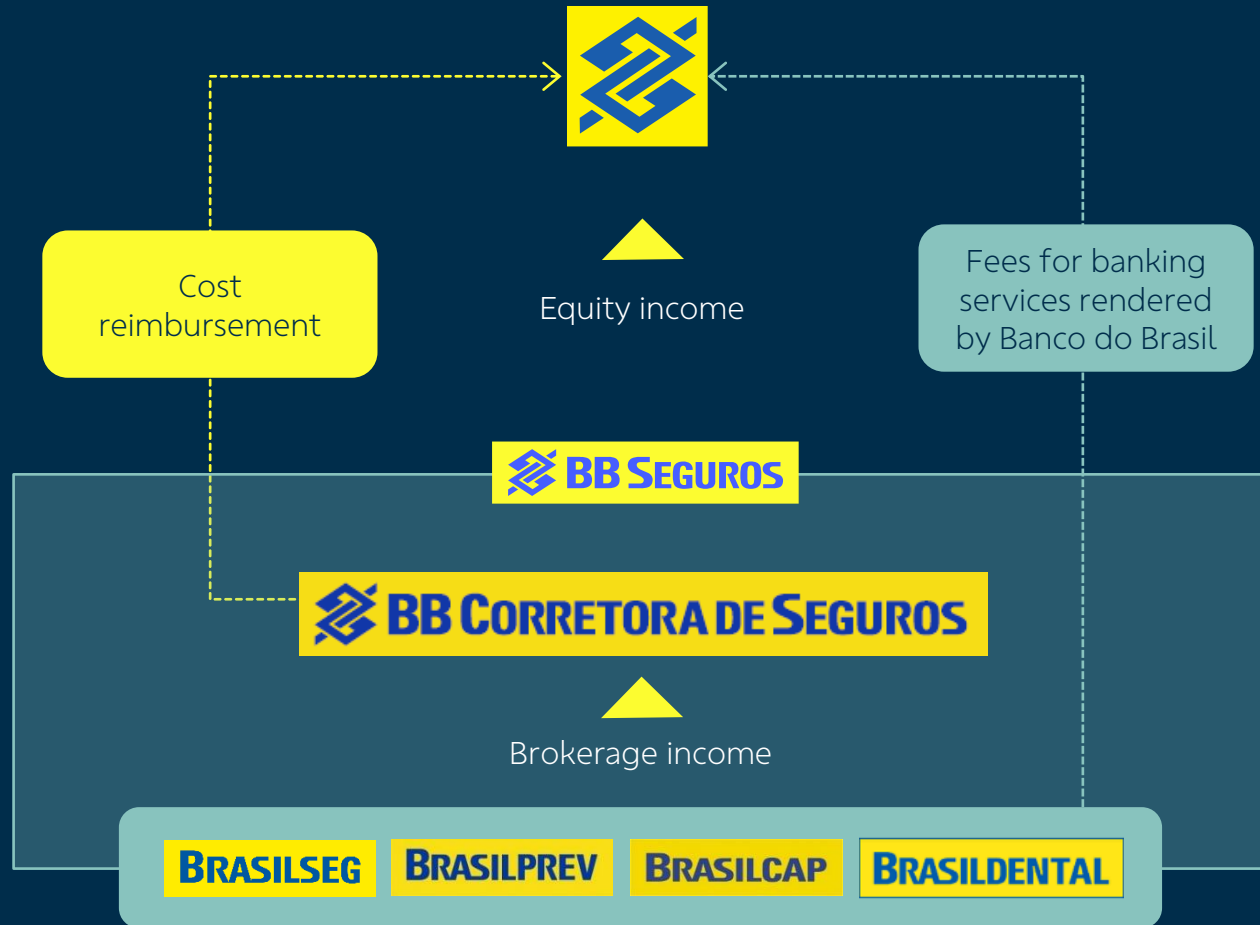 Cost
reimbursement
Equity income
Fees for banking
services rendered
by Banco do Brasil
BB SEGUROS
BB CORRETORA DE SEGUROS
Brokerage income
BRASILSEG
BRASILPREV
BRASILCAP
BRASILDENTAL